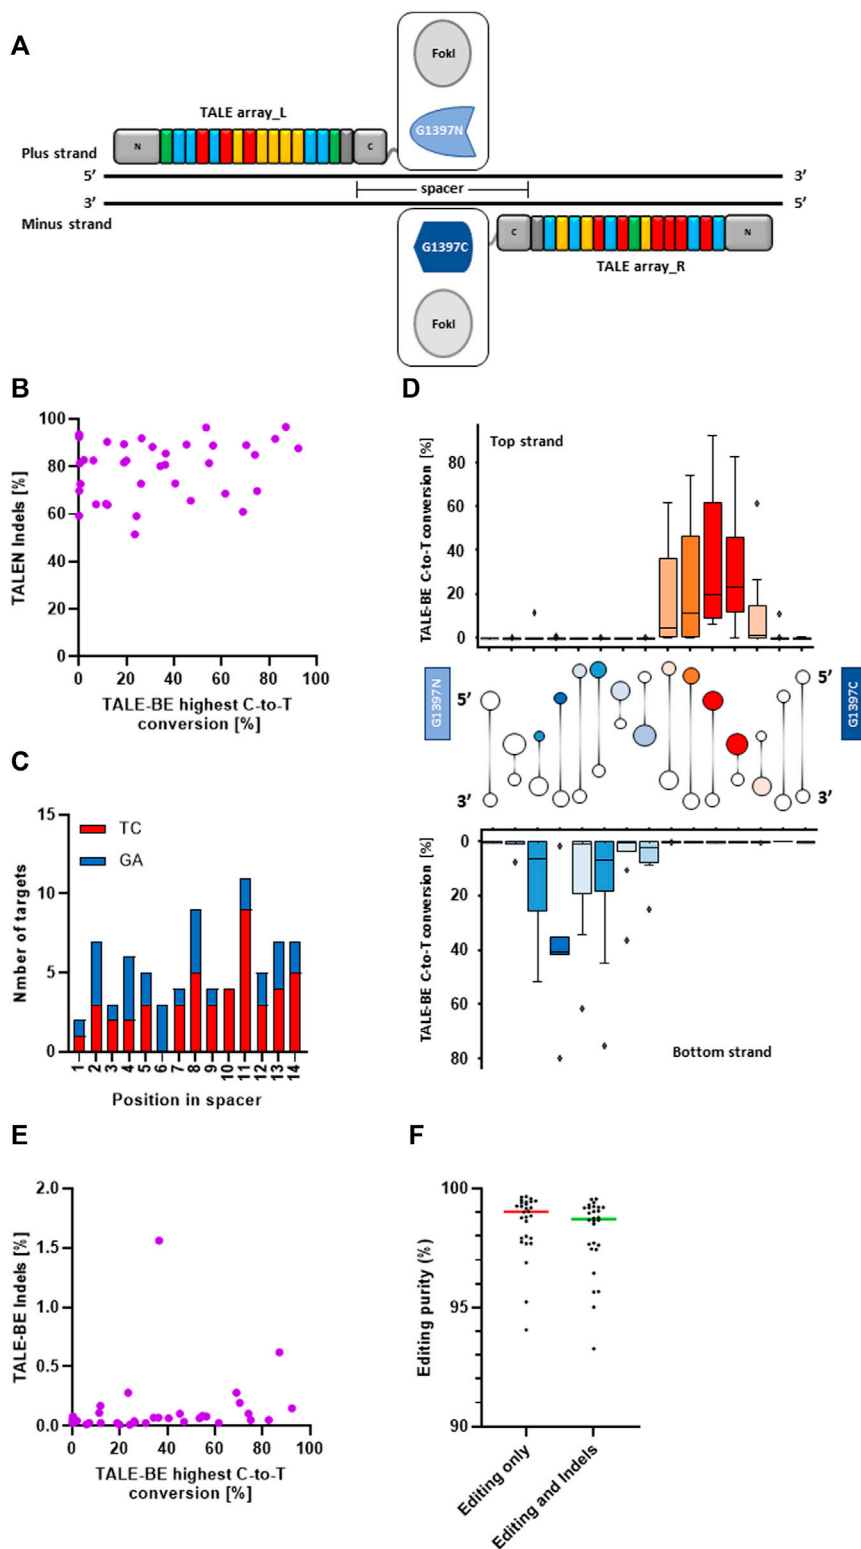 A
FokI
TALE array_L
G1397N
N
C
Plus strand
5’
3’
spacer
3’
5’
Minus strand
G1397C
C
N
TALE array_R
FokI
B
100
80
60
40
20
0
TALEN Indels [%]
0 20 40 60 80 100
TALE-BE highest C-to-T
conversion [%]
C
15
10
5
0
Nmber of targets
TC
GA
1 2 3 4 5 6 7 8 9 10 11 12 13 14
Position in spacer
D
Top strand
80
60
40
20
0
TALE-BE C-to-T conversion [%]
G1397N
5’
3’
5’
3’
G1397C
0
20
40
60
80
TALE-BE C-to-T conversion [%]
Bottom strand
E
2.0
1.5
1.0
0.5
0.0
TALE-BE Indels [%]
0 20 40 60 80 100
TALE-BE highest C-to-T
conversion [%]
F
100
95
90
Editing purity (%)
Editing only
Editing and Indels